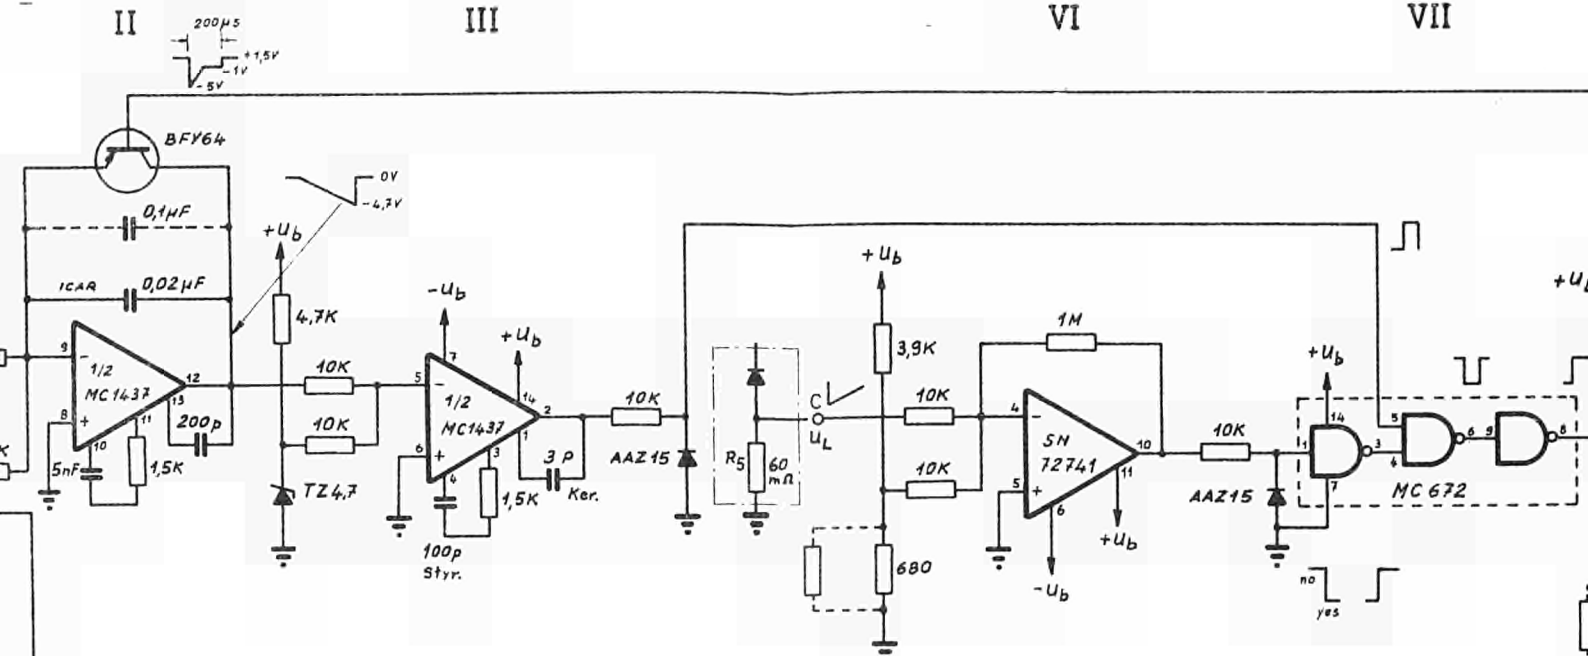 II
III
VI
VII
200µs
+1,5V
-1V
-5V
BFY64
0V
-4,7V
0,1µF
+Ub
ICAR
0,02µF
-Ub
4,7K
+Ub
+Ub
1M
3,9K
+Ub
+Ub
9
-
1/2
MC1437
12
13
8
+
10
11
200p
5nF
1,5K
K
10K
10K
TZ4,7
7
5
-
1/2
MC1437
14
2
1
6
+
4
3
3P
Ker.
1,5K
100p
Styr.
10K
AAZ15
R5
60
mΩ
C
UL
10K
10K
4
-
SN
72741
10
11
5
+
6
+Ub
-Ub
680
10K
AAZ15
14
1
3
7
5
4
6
9
8
MC672
no
yes